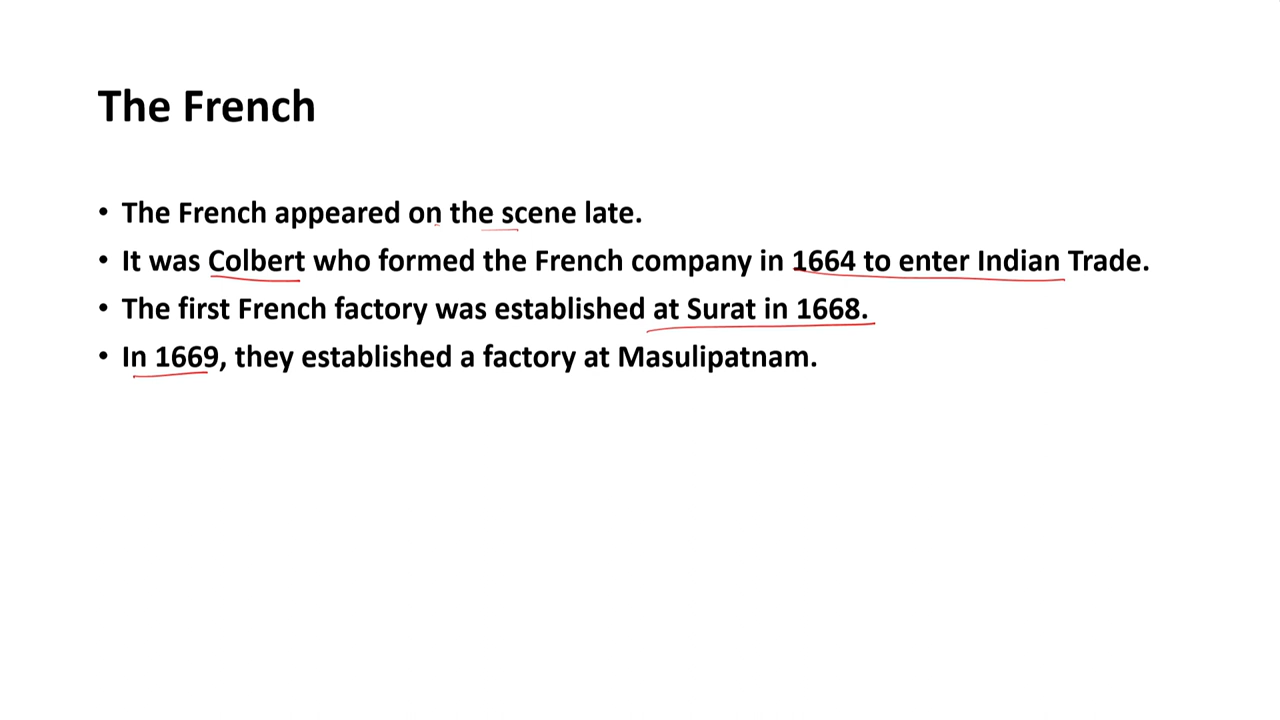 The French
• The French appeared on the scene late.
• It was Colbert who formed the French company in 1664 to enter Indian Trade.
• The first French factory was established at Surat in 1668.
• In 1669, they established a factory at Masulipatnam.